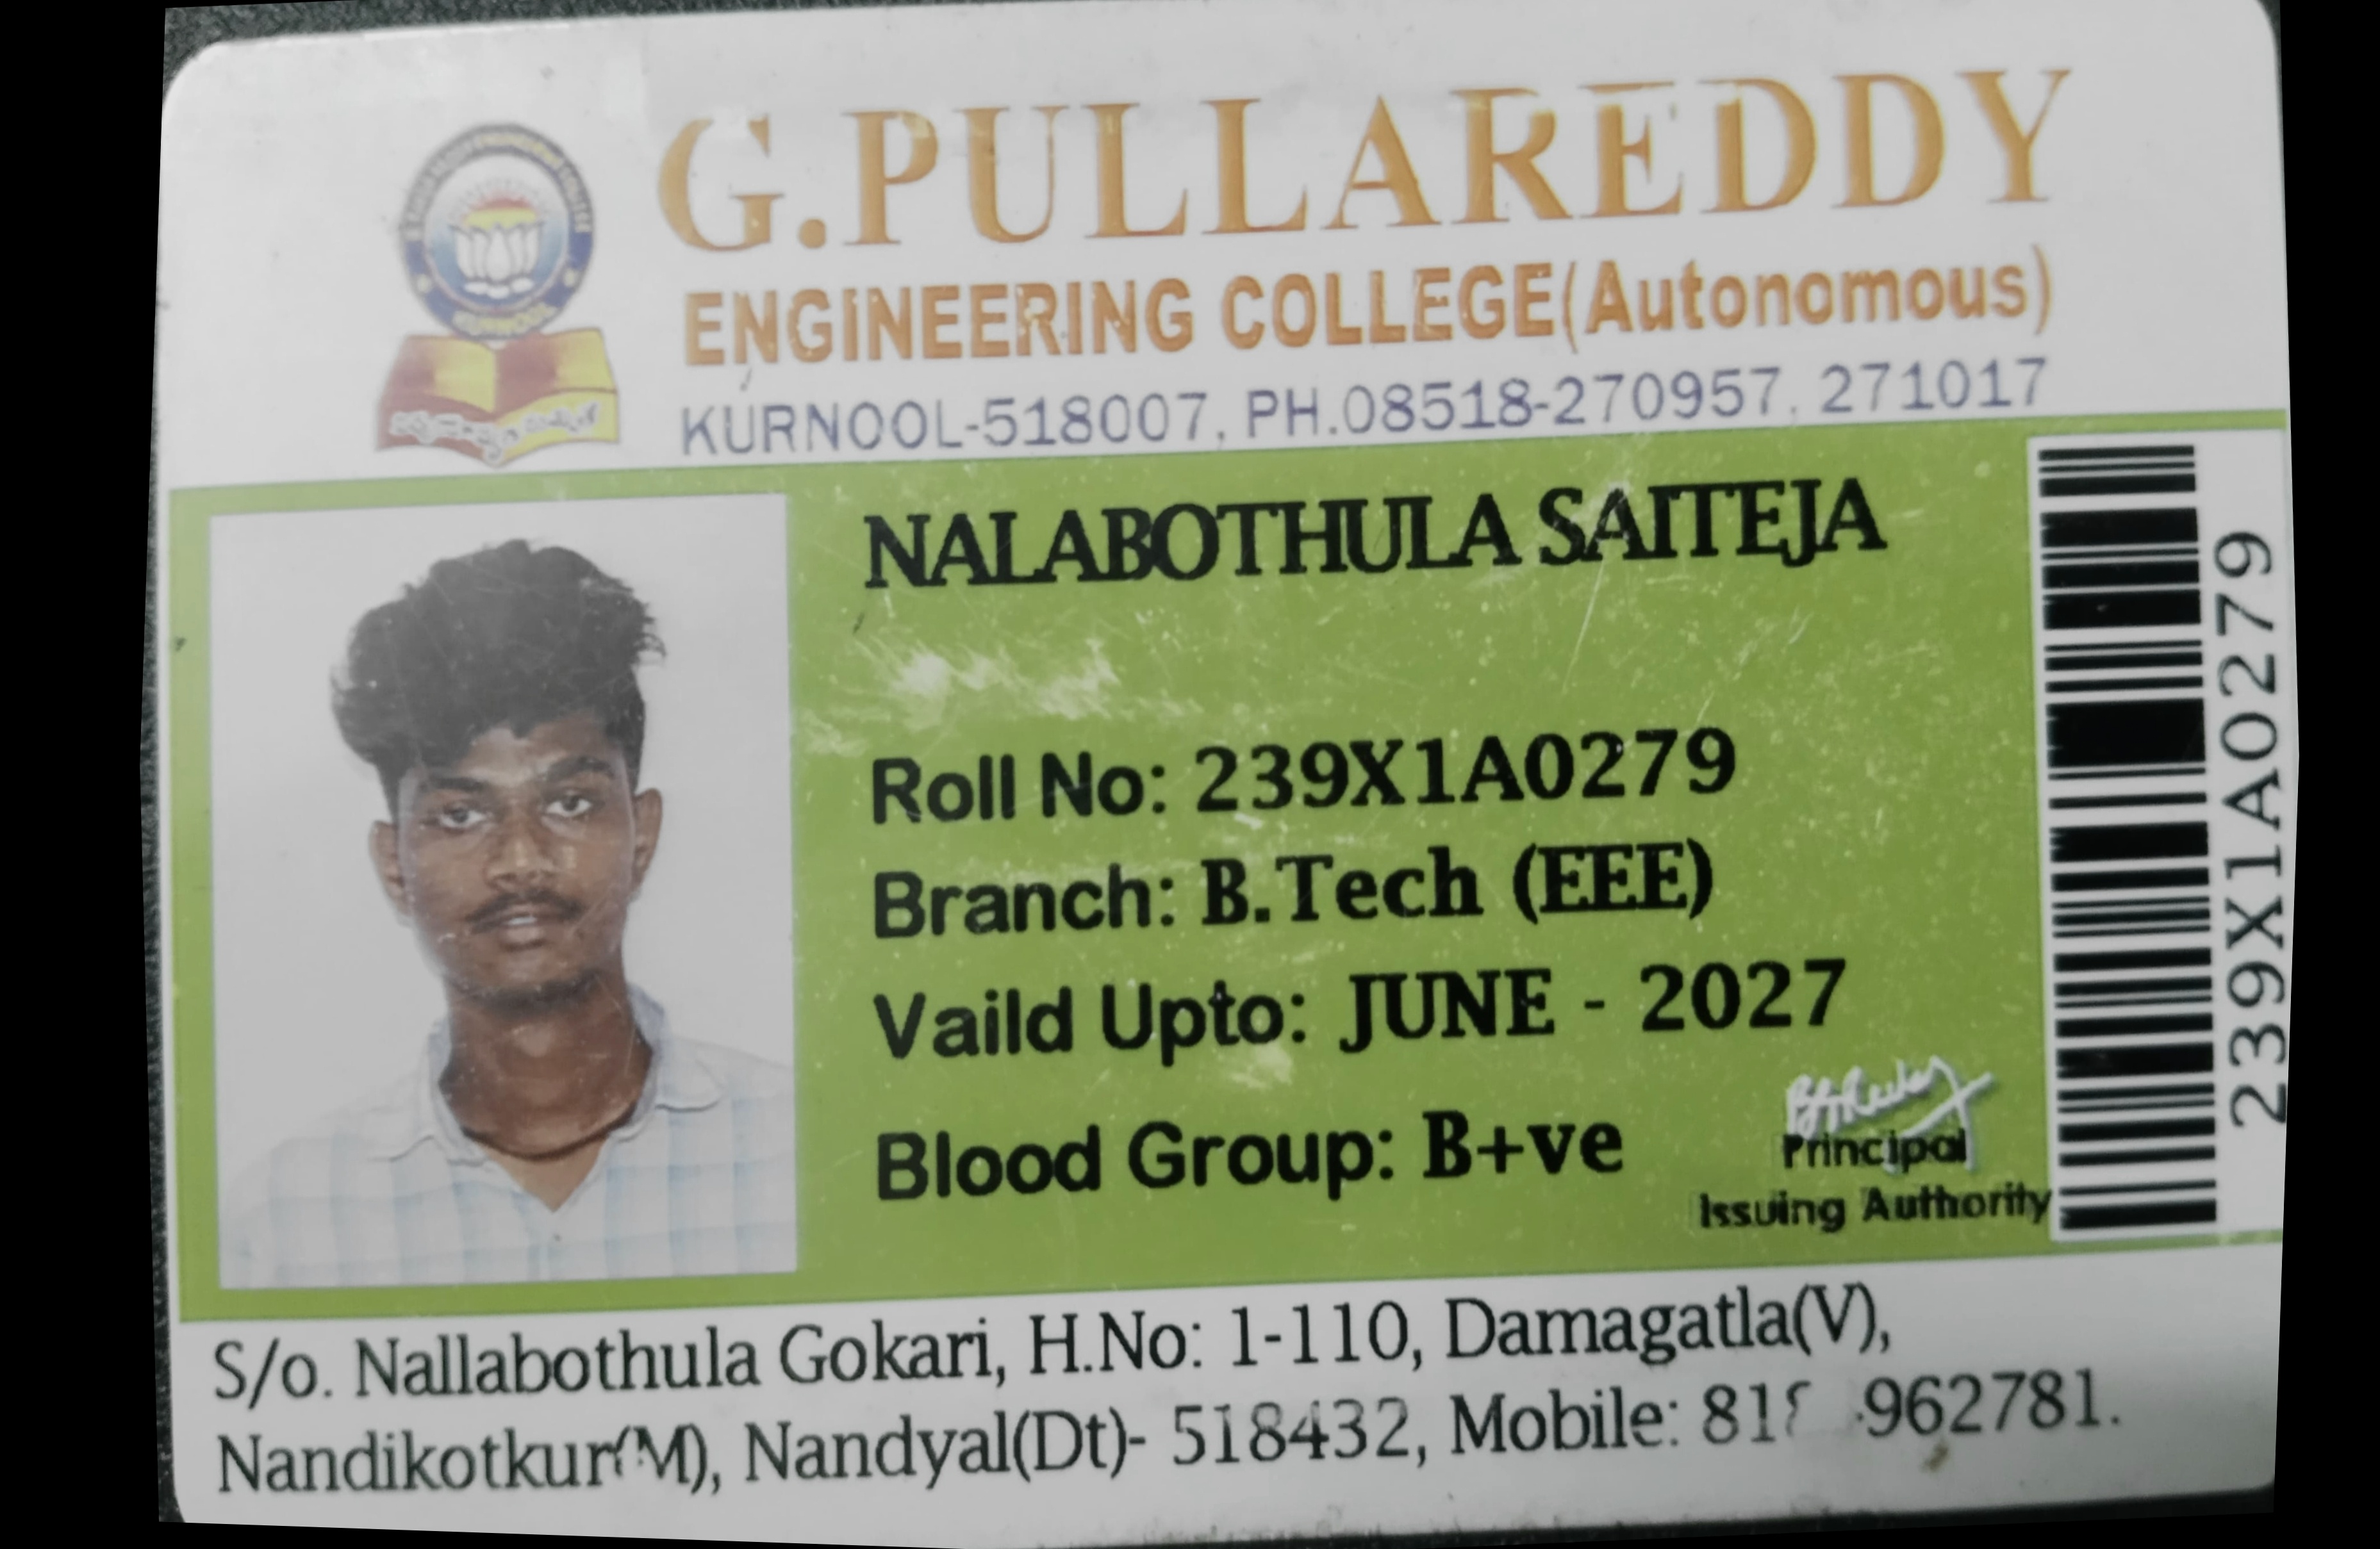 G.PULLAREDDY
ENGINEERING COLLEGE(Autonomous)
KURNOOL-518007, PH.08518-270957, 271017
KURNOOL
NALABOTHULA SAITEJA
Roll No: 239X1A0279
Branch: B.Tech (EEE)
Vaild Upto: JUNE - 2027
Blood Group: B+ve
Principal
Issuing Authority
239X1A0279
S/o. Nallabothula Gokari, H.No: 1-110, Damagatla(V),
Nandikotkur(M), Nandyal(Dt)- 518432, Mobile: 962781.